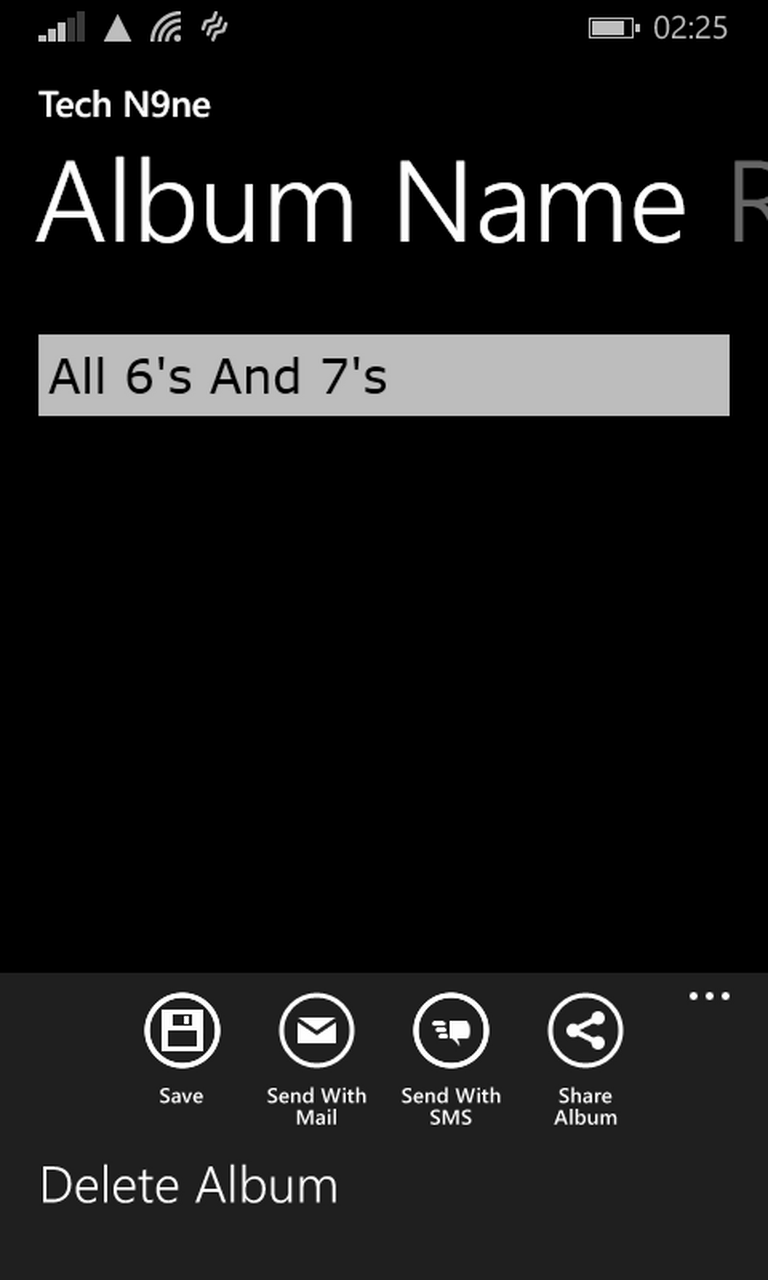 02:25
Tech N9ne
Album Name R
All 6's And 7's
Save
Send With
Mail
Send With
SMS
Share
Album
Delete Album